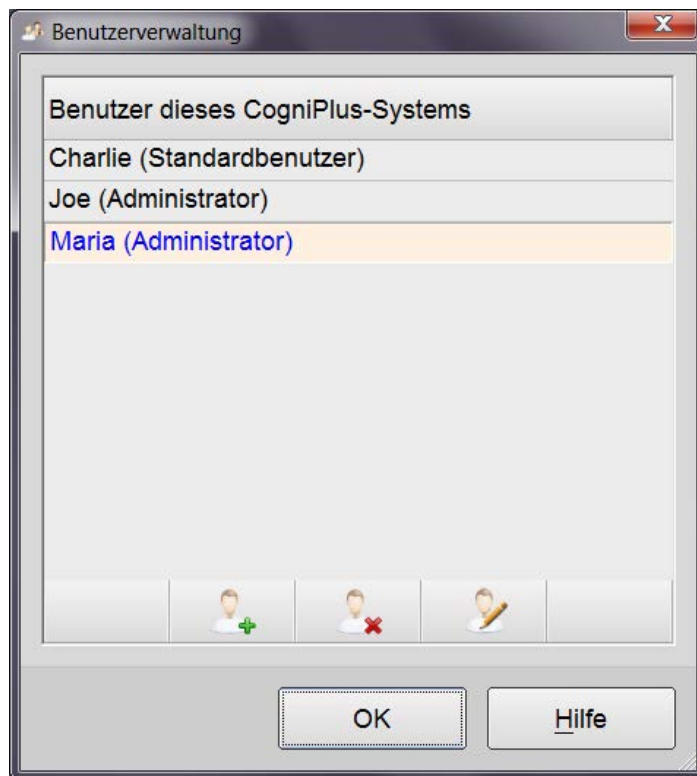 Benutzerverwaltung
Benutzer dieses CogniPlus-Systems
Charlie (Standardbenutzer)
Joe (Administrator)
Maria (Administrator)
OK
Hilfe